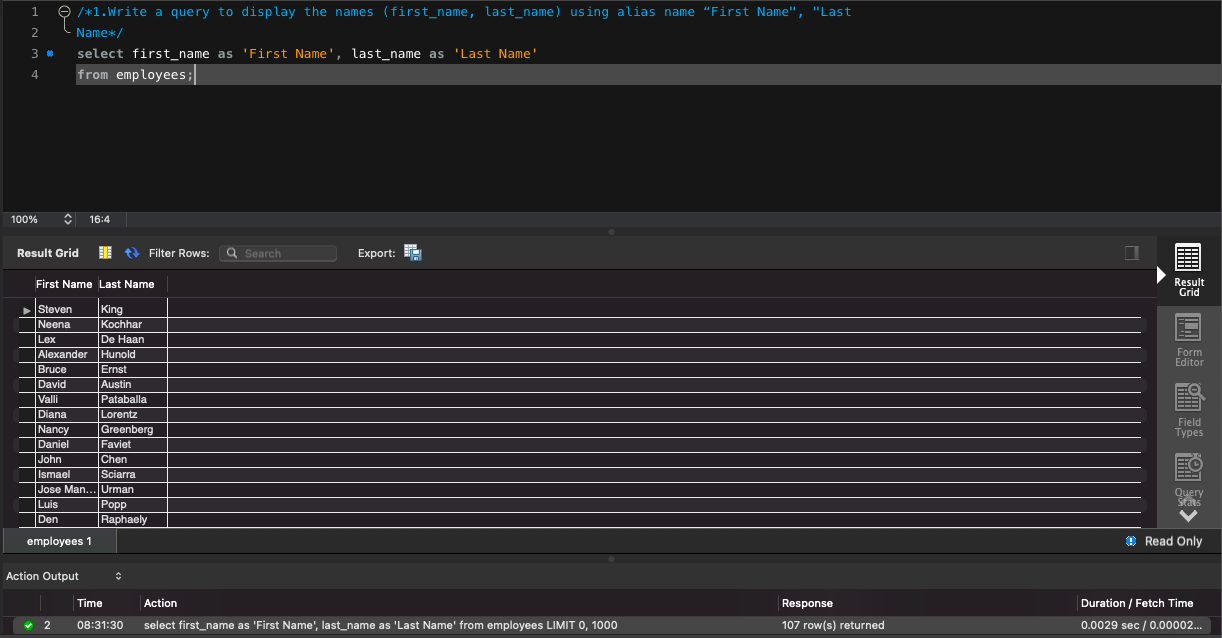 1 /*1.Write a query to display the names (first_name, last_name) using alias name “First Name", "Last
2 Name*/
3 select first_name as 'First Name', last_name as 'Last Name'
4 from employees;
100% 16:4
Result Grid Filter Rows: Search Export:
First Name Last Name
Steven King
Neena Kochhar
Lex De Haan
Alexander Hunold
Bruce Ernst
David Austin
Valli Pataballa
Diana Lorentz
Nancy Greenberg
Daniel Faviet
John Chen
Ismael Sciarra
Jose Man... Urman
Luis Popp
Den Raphaely
Result
Grid
Form
Editor
Field
Types
Query
Stats
employees 1 Read Only
Action Output
Time Action Response Duration / Fetch Time
2 08:31:30 select first_name as 'First Name', last_name as 'Last Name' from employees LIMIT 0, 1000 107 row(s) returned 0.0029 sec / 0.00002...